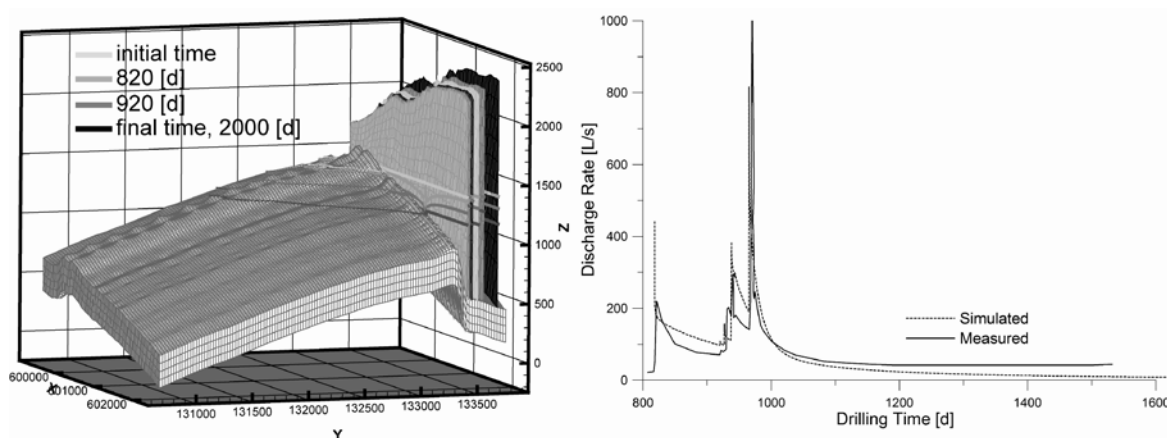 initial time
820 [d]
920 [d]
final time, 2000 [d]
2500
2000
1500
1000
500
0
Z
600000
X
601000
602000
131000
131500
132000
132500
133000
133500
Y
1000
800
600
400
200
0
Discharge Rate [L/s]
Simulated
Measured
800
1000
1200
1400
1600
Drilling Time [d]